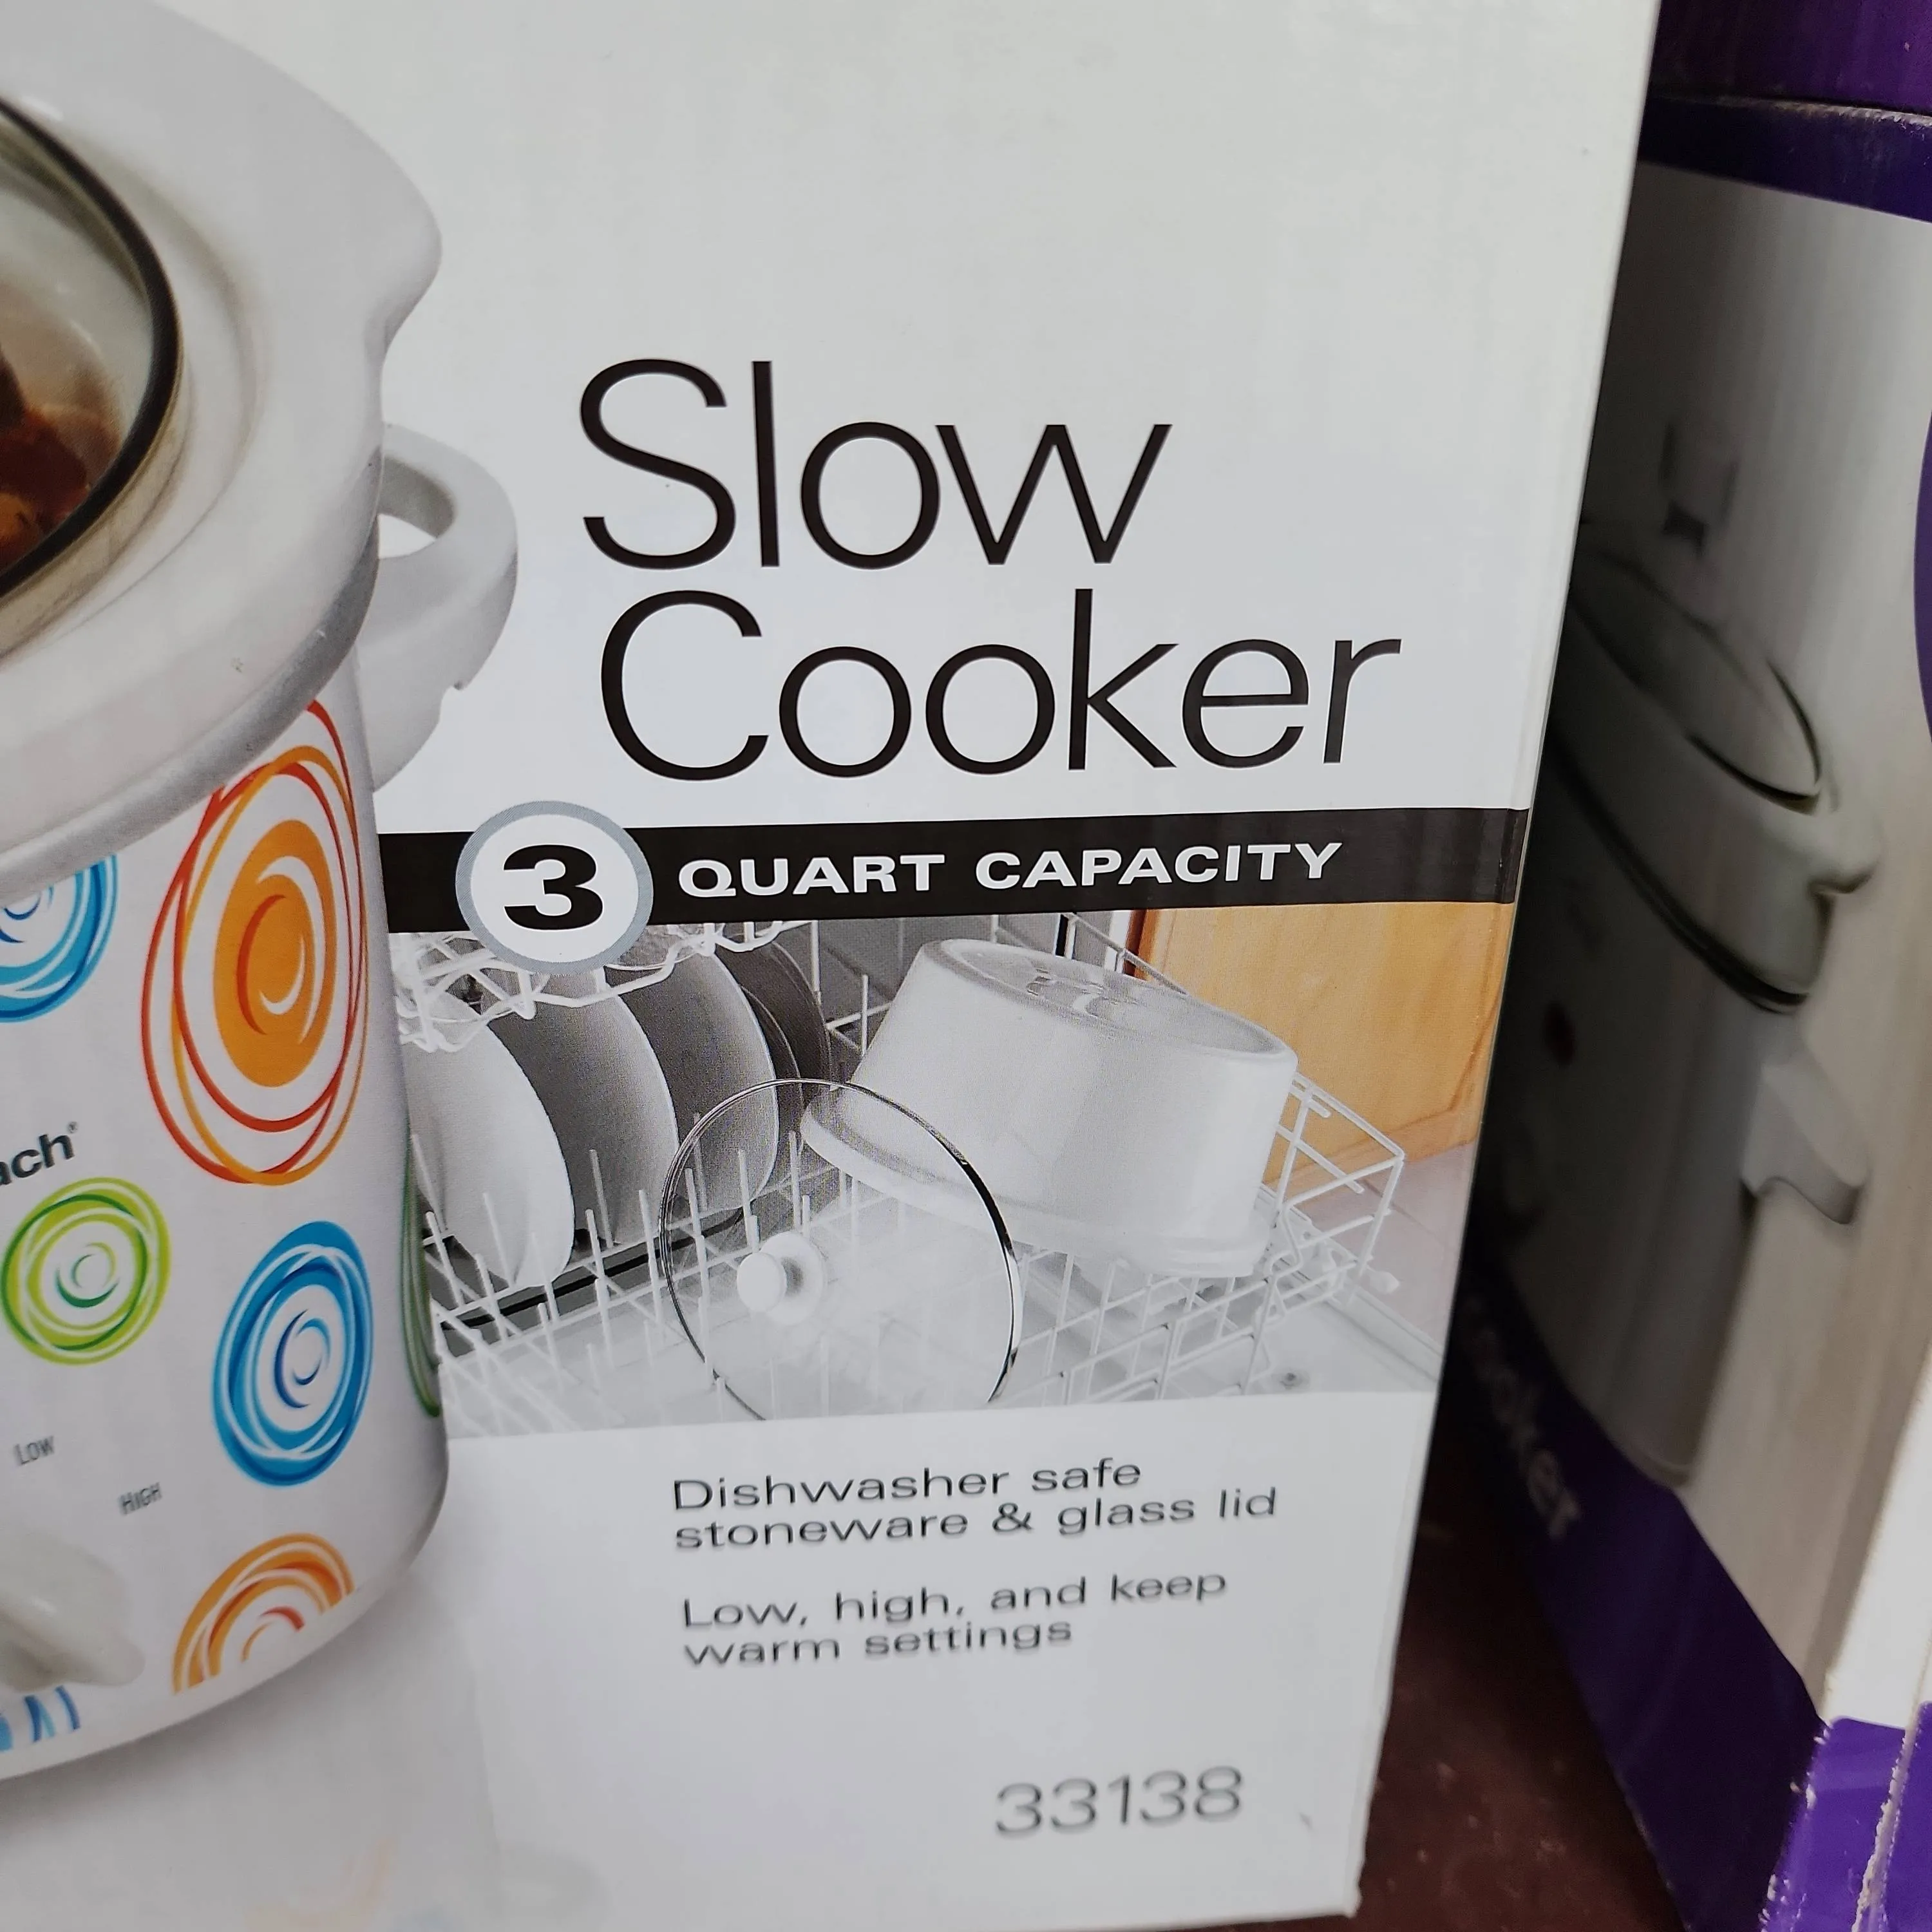 Slow
Cooker
3 QUART CAPACITY
ach®
LOW
HIGH
Dishwasher safe
stoneware & glass lid
Low, high, and keep
warm settings
33138